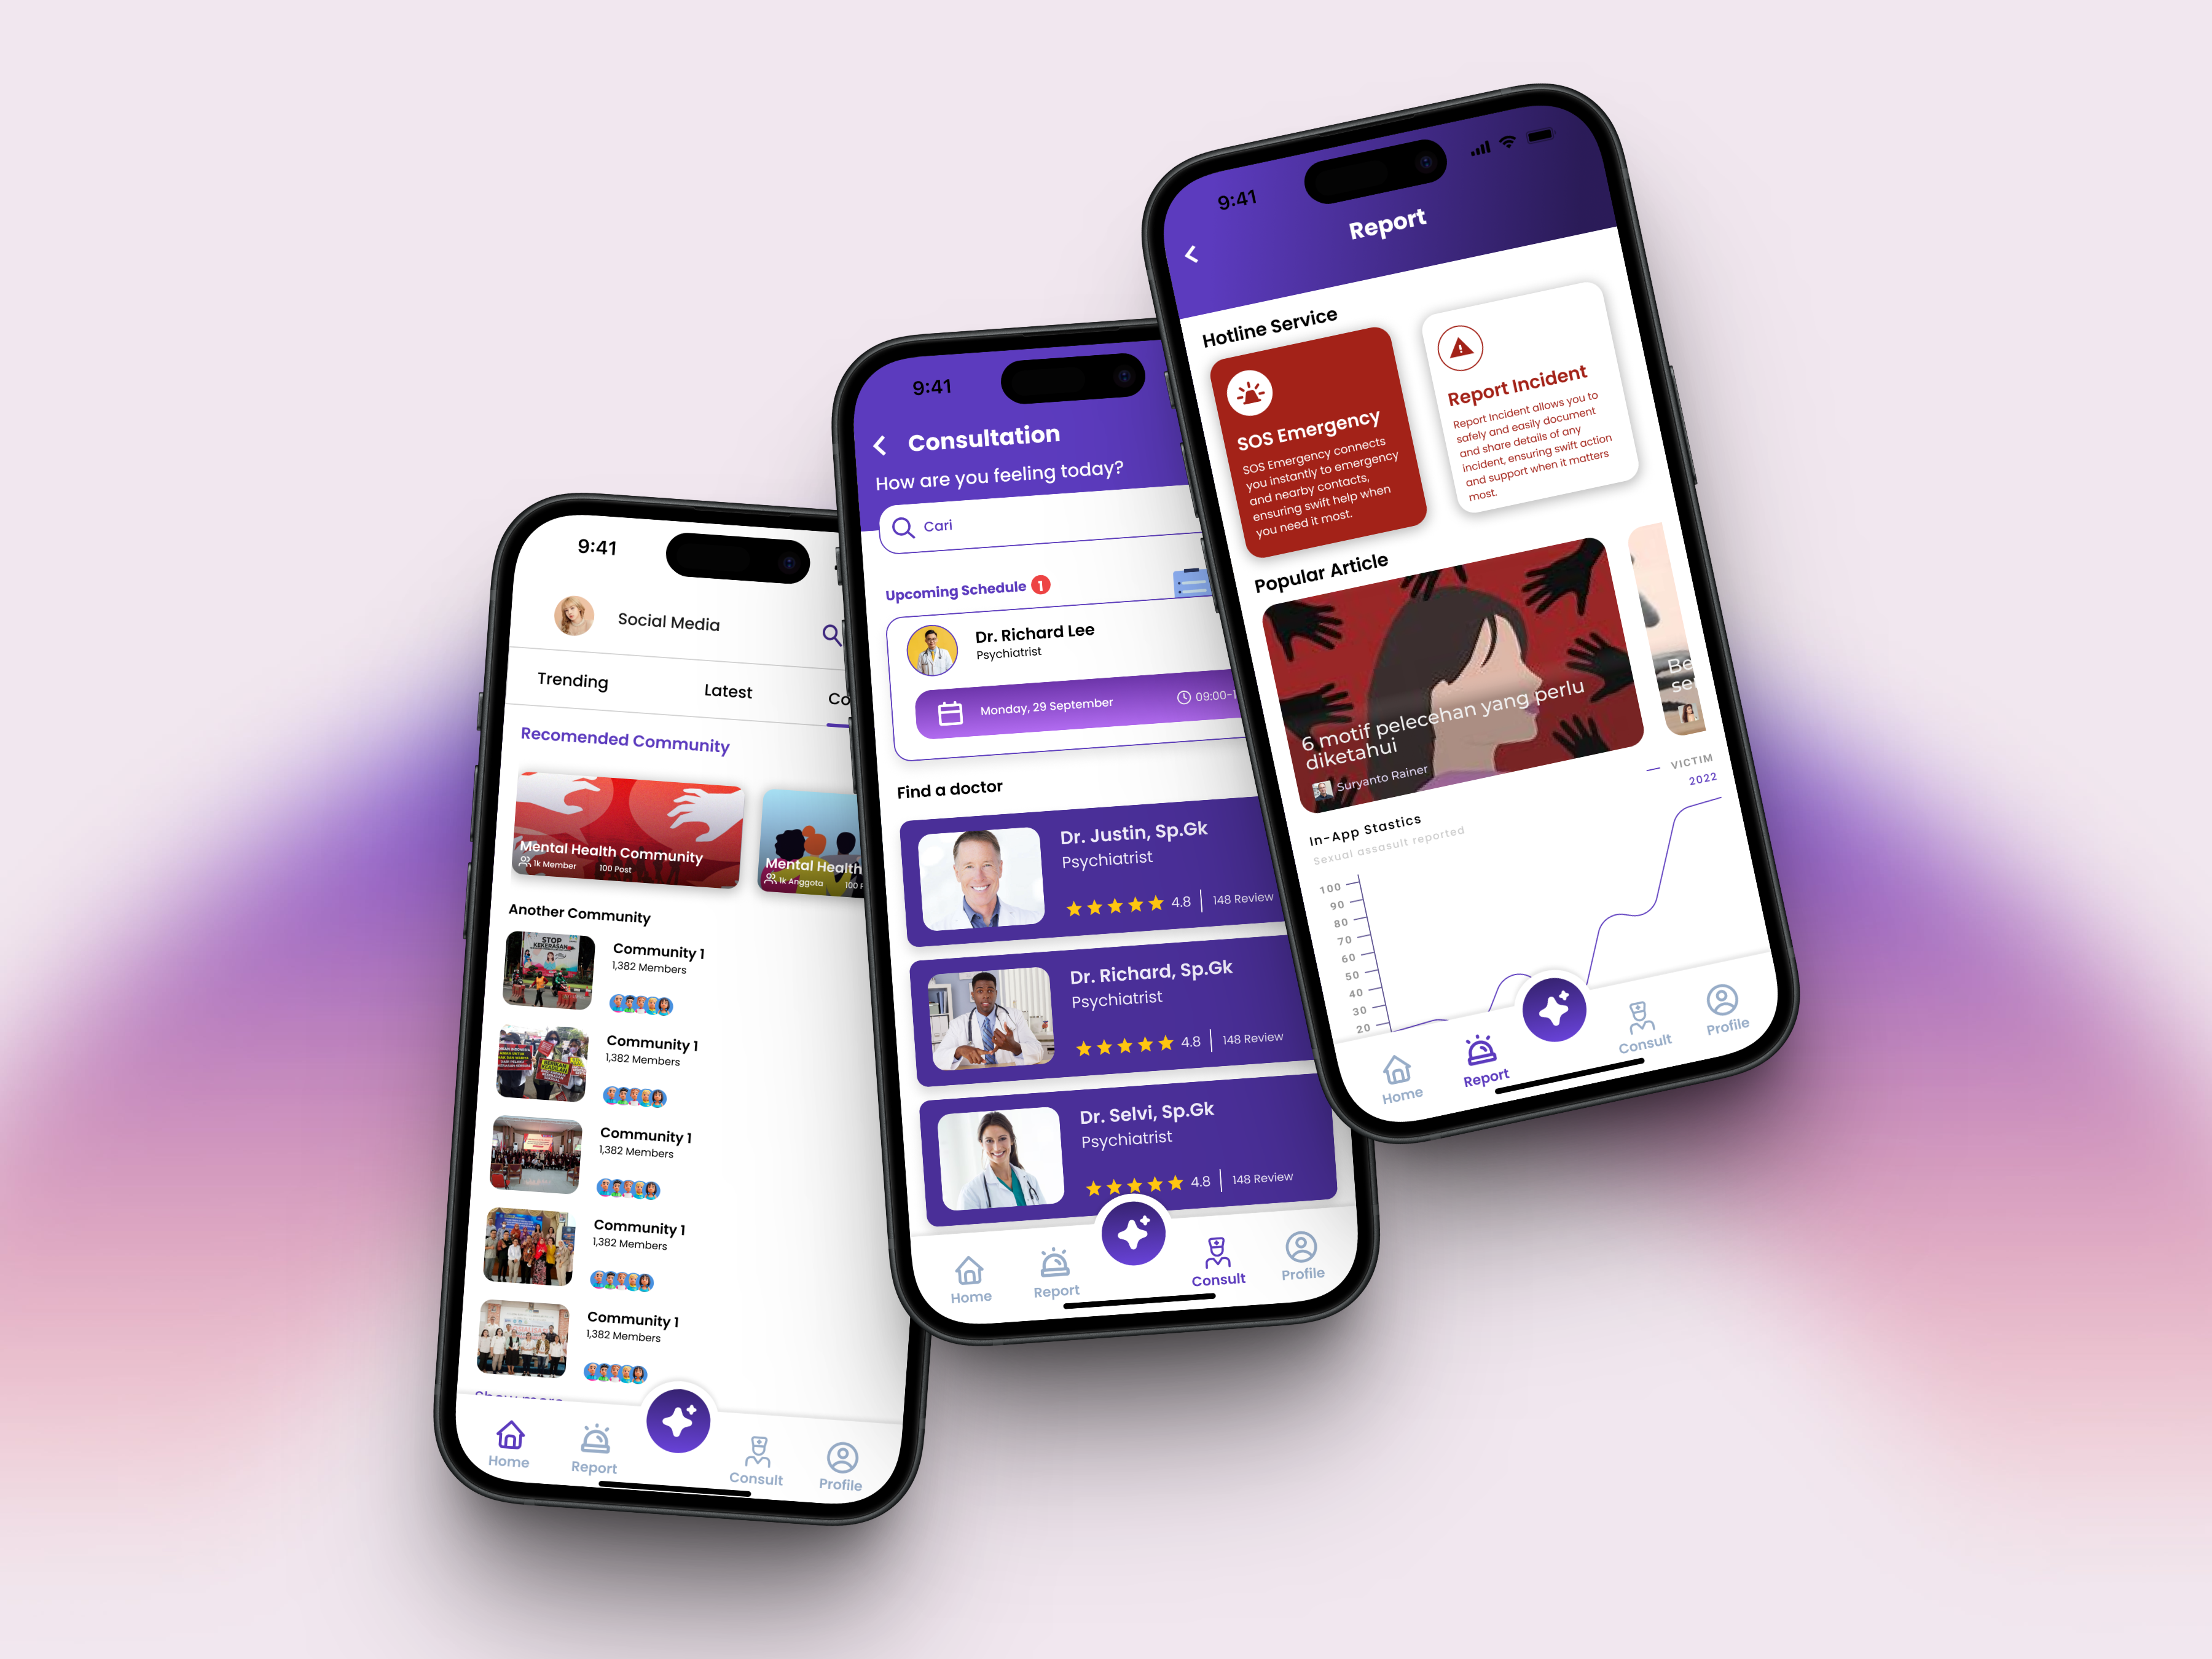 9:41
Social Media
Trending
Latest
Co
Recomended Community
Mental Health Community
1k Member
100 Post
Mental Health
1k Anggota
100
Another Community
STOP
KEKERASAN
Community 1
1,382 Members
Community 1
1,382 Members
Community 1
1,382 Members
Community 1
1,382 Members
Community 1
1,382 Members
Show more
Home
Report
Consult
Profile
9:41
Consultation
How are you feeling today?
Cari
Upcoming Schedule 1
Dr. Richard Lee
Psychiatrist
Monday, 29 September
09:00-1
Find a doctor
Dr. Justin, Sp.Gk
Psychiatrist
4.8
148 Review
Dr. Richard, Sp.Gk
Psychiatrist
4.8
148 Review
Dr. Selvi, Sp.Gk
Psychiatrist
4.8
148 Review
Home
Report
Consult
Profile
9:41
Report
Hotline Service
SOS Emergency
SOS Emergency connects
you instantly to emergency
and nearby contacts,
ensuring swift help when
you need it most.
Report Incident
Report Incident allows you to
safely and easily document
and share details of any
incident, ensuring swift action
and support when it matters
most.
Popular Article
6 motif pelecehan yang perlu
diketahui
Suryanto Rainer
Be
se
VICTIM
2022
In-App Stastics
Sexual assasult reported
100
90
80
70
60
50
40
30
20
Home
Report
Consult
Profile